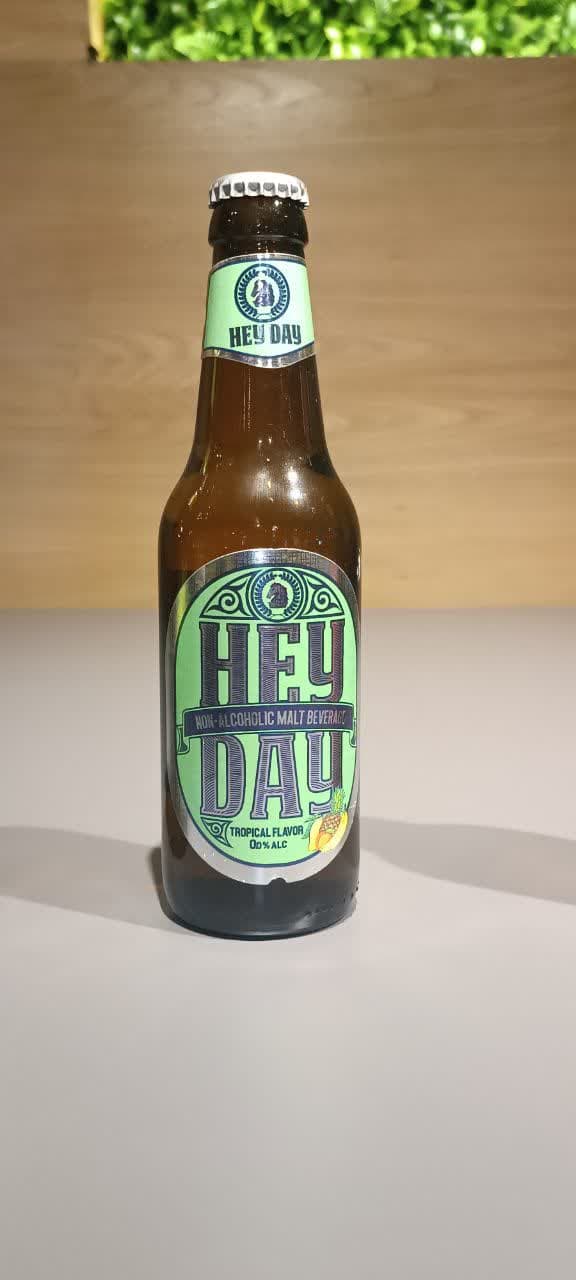 HEY DAY
HEY
NON-ALCOHOLIC MALT BEVERAGE
DAY
TROPICAL FLAVOR
0.0% ALC